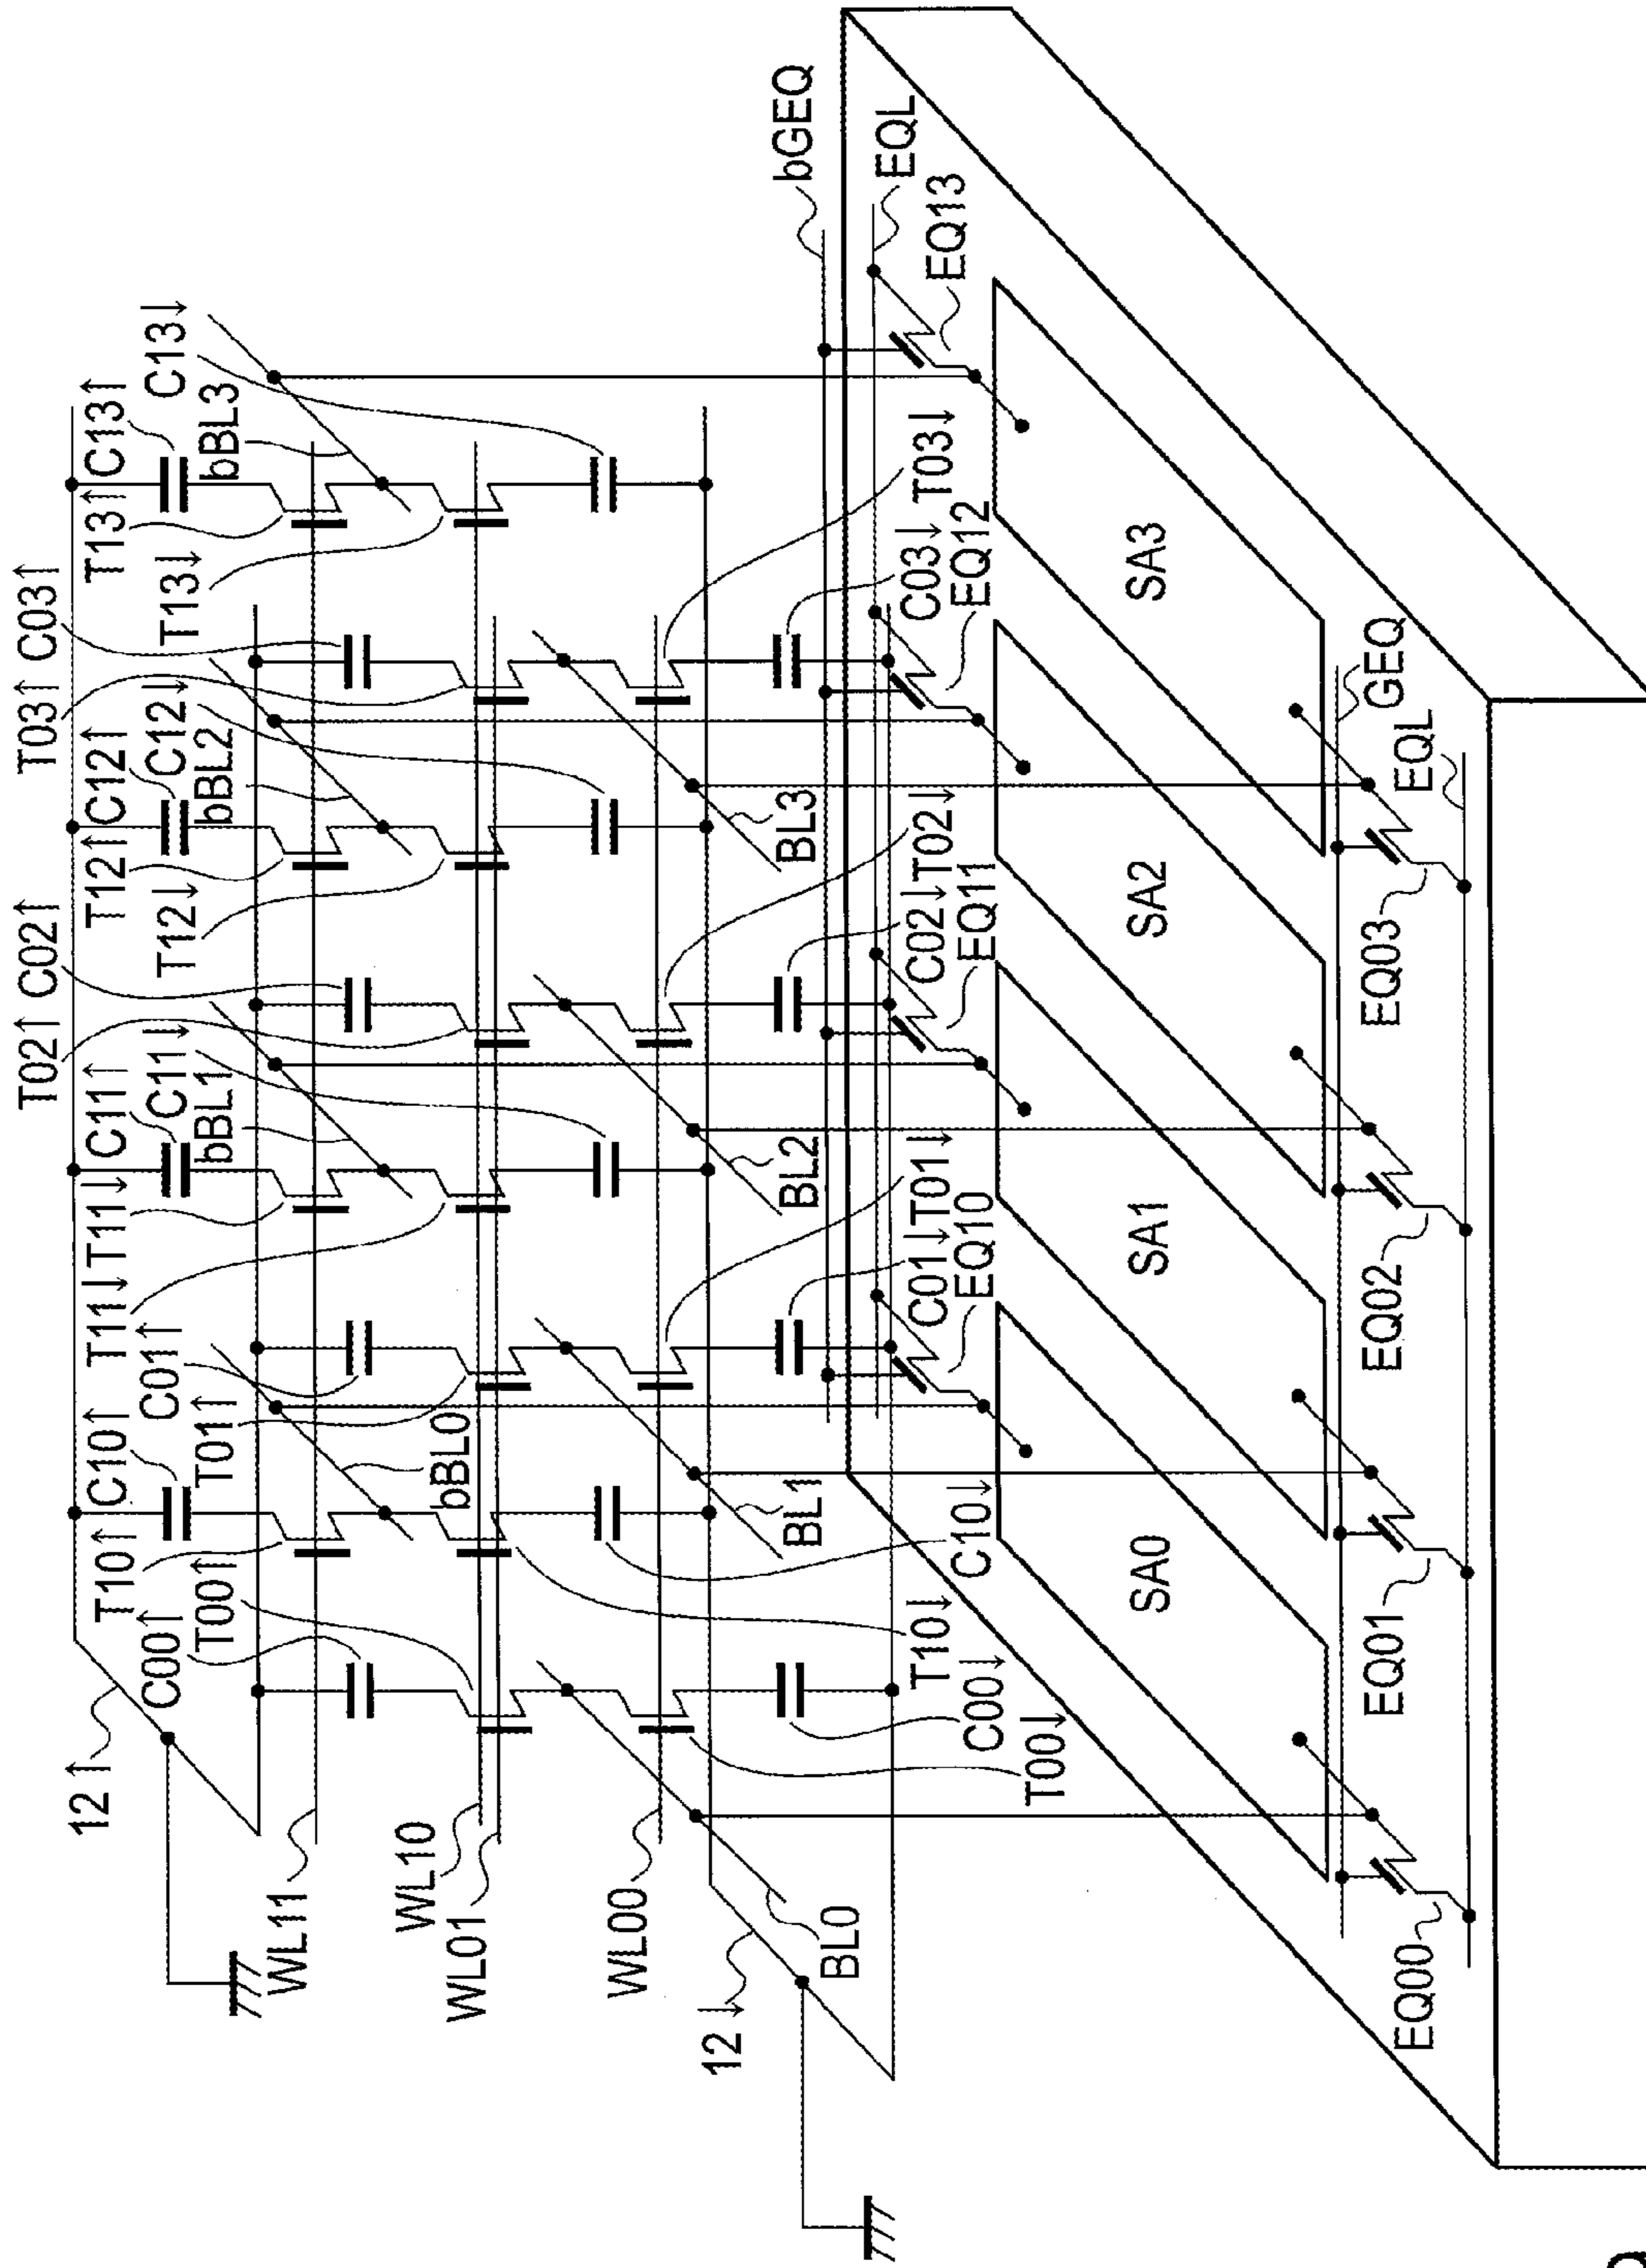 T02↑ C02↑
T03↑ C03↑
T10↑ C10↑
T11↓ T11↓ C11↑
T12↑ C12↑
T13↑ C13↑
12↑
C00↑
T00↑
T01↑ C01↑
bBL1
C11↓
T12↓
bBL2
C12↓
T13↓
bBL3
C13↓
WL11
bBL0
WL10
WL01
WL00
12↓
BL0
BL1
BL2
BL3
bGEQ
EQL
T10↓
C10↓
C00↓
T00↓
C01↓ T01↓
EQ10
C02↓ T02↓
EQ11
C03↓ T03↓
EQ12
EQ13
SA0
SA1
SA2
SA3
GEQ
EQL
EQ00
EQ01
EQ02
EQ03